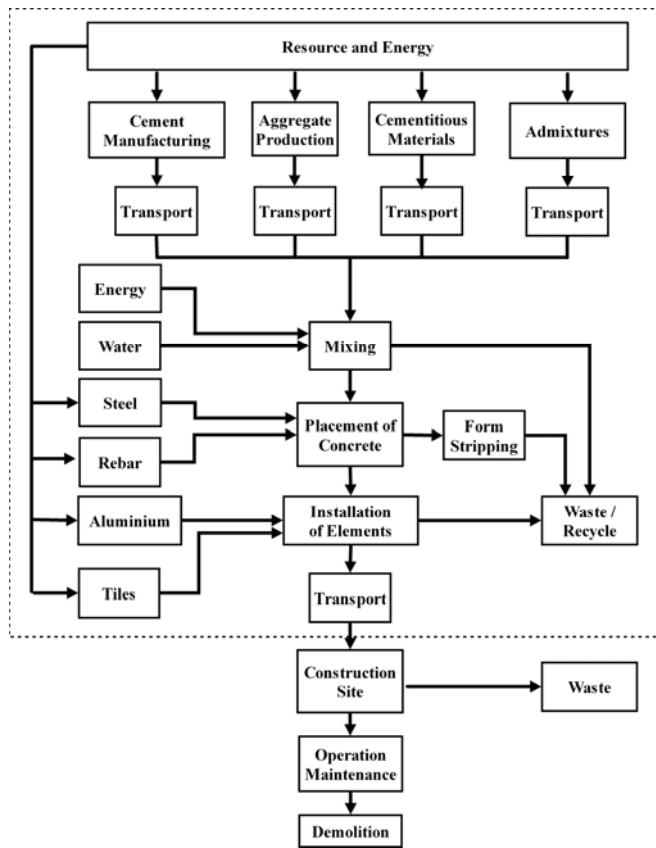 Resource and Energy
Cement
Manufacturing
Aggregate
Production
Cementitious
Materials
Admixtures
Transport
Transport
Transport
Transport
Energy
Water
Mixing
Steel
Rebar
Placement of
Concrete
Form
Stripping
Aluminium
Installation
of Elements
Waste /
Recycle
Tiles
Transport
Construction
Site
Waste
Operation
Maintenance
Demolition